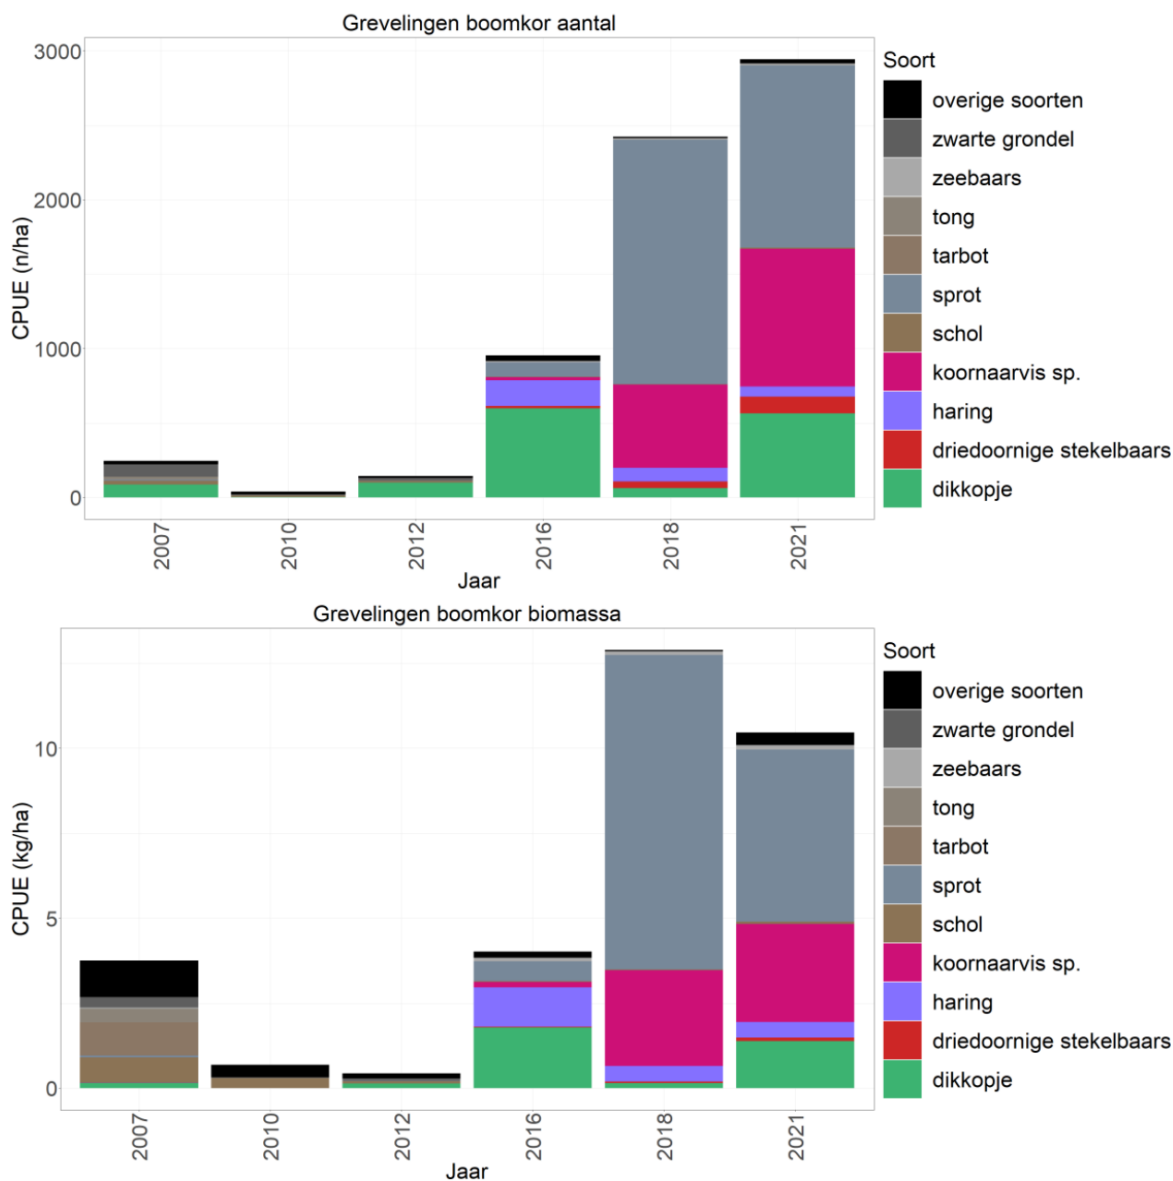 Grevelingen boomkor aantal
3000
2000
1000
0
CPUE (n/ha)
2007
2010
2012
2016
2018
2021
Jaar
Soort
overige soorten
zwarte grondel
zeebaars
tong
tarbot
sprot
schol
koornaarvis sp.
haring
driedoornige stekelbaars
dikkopje
Grevelingen boomkor biomassa
10
5
0
CPUE (kg/ha)
2007
2010
2012
2016
2018
2021
Jaar
Soort
overige soorten
zwarte grondel
zeebaars
tong
tarbot
sprot
schol
koornaarvis sp.
haring
driedoornige stekelbaars
dikkopje